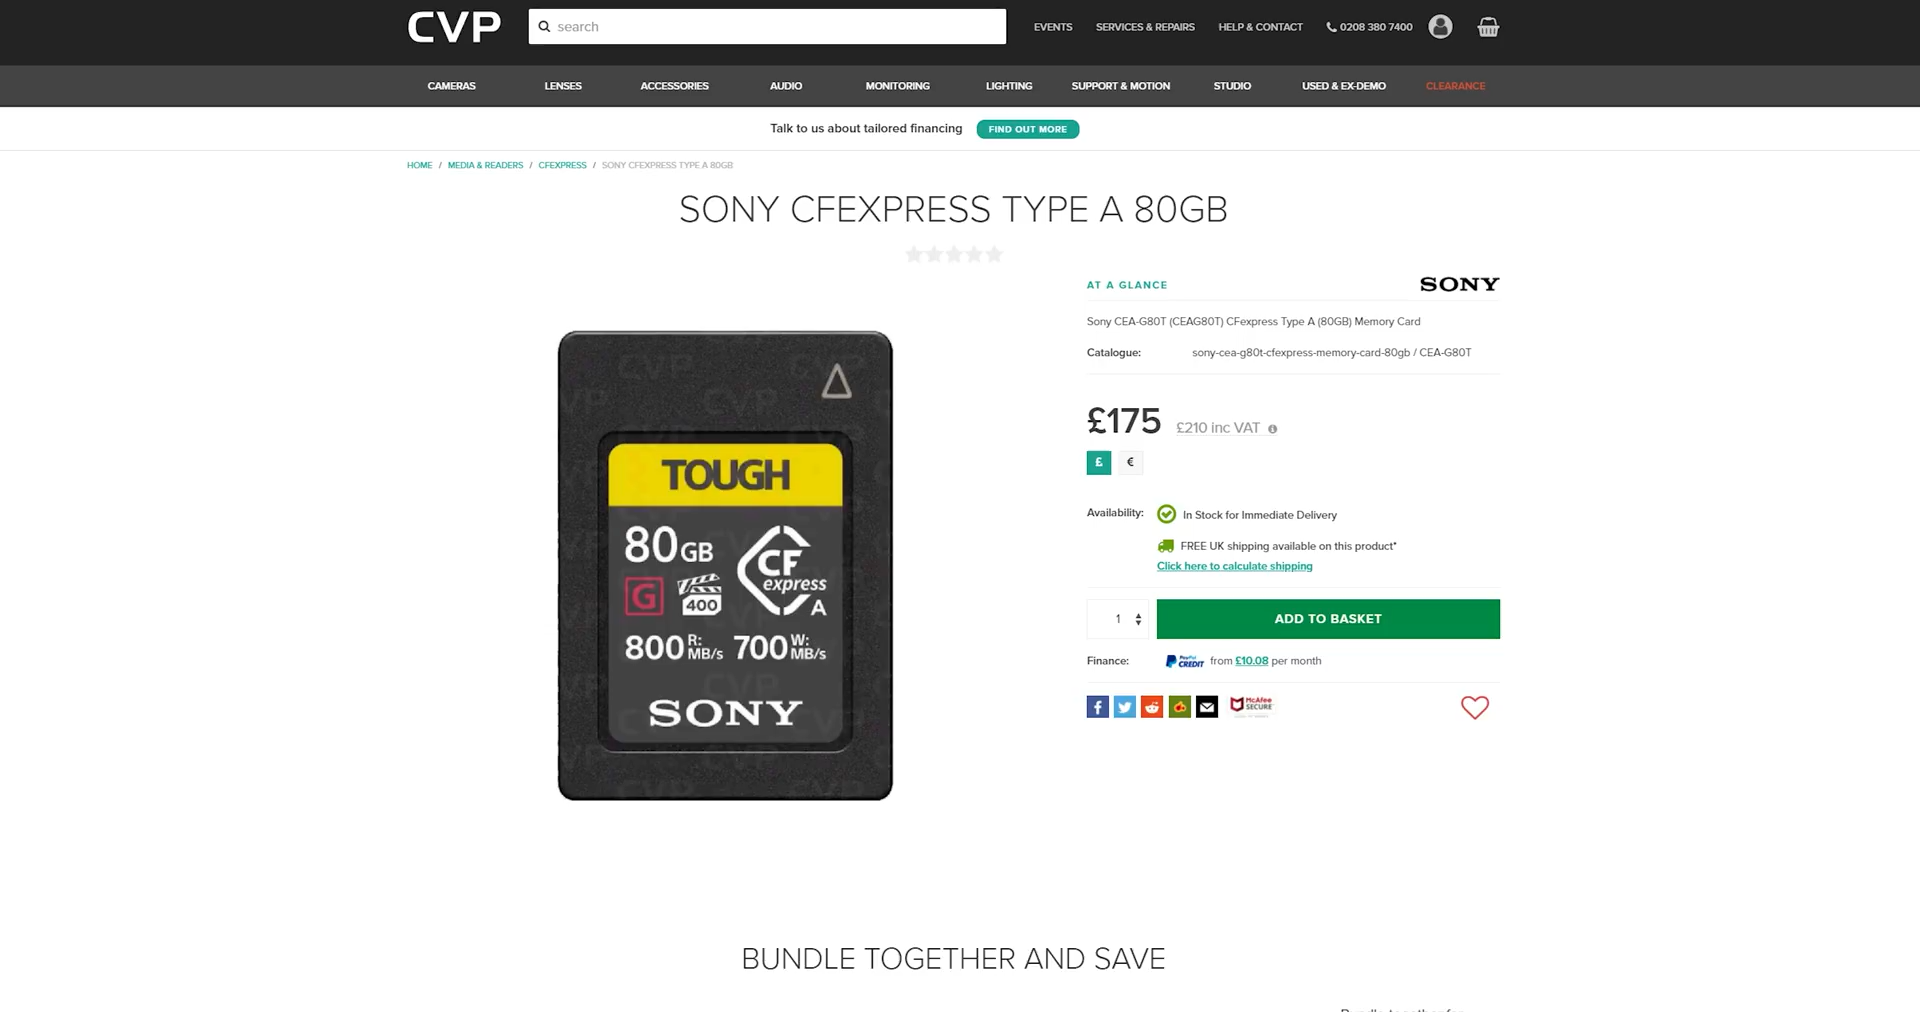 CVP
search
EVENTS
SERVICES & REPAIRS
HELP & CONTACT
0208 380 7400
CAMERAS
LENSES
ACCESSORIES
AUDIO
MONITORING
LIGHTING
SUPPORT & MOTION
STUDIO
USED & EX-DEMO
CLEARANCE
Talk to us about tailored financing FIND OUT MORE
HOME / MEDIA & READERS / CFEXPRESS / SONY CFEXPRESS TYPE A 80GB
SONY CFEXPRESS TYPE A 80GB
TOUGH
80GB
CF
express
A
G
400
800 R: MB/s 700 W: MB/s
SONY
AT A GLANCE
SONY
Sony CEA-G80T (CEAG80T) CFexpress Type A (80GB) Memory Card
Catalogue: sony-cea-g80t-cfexpress-memory-card-80gb / CEA-G80T
£175 £210 inc VAT
£ €
Availability: In Stock for Immediate Delivery
FREE UK shipping available on this product*
Click here to calculate shipping
1 ADD TO BASKET
Finance: PayPal CREDIT from £10.08 per month
McAfee
SECURE
BUNDLE TOGETHER AND SAVE